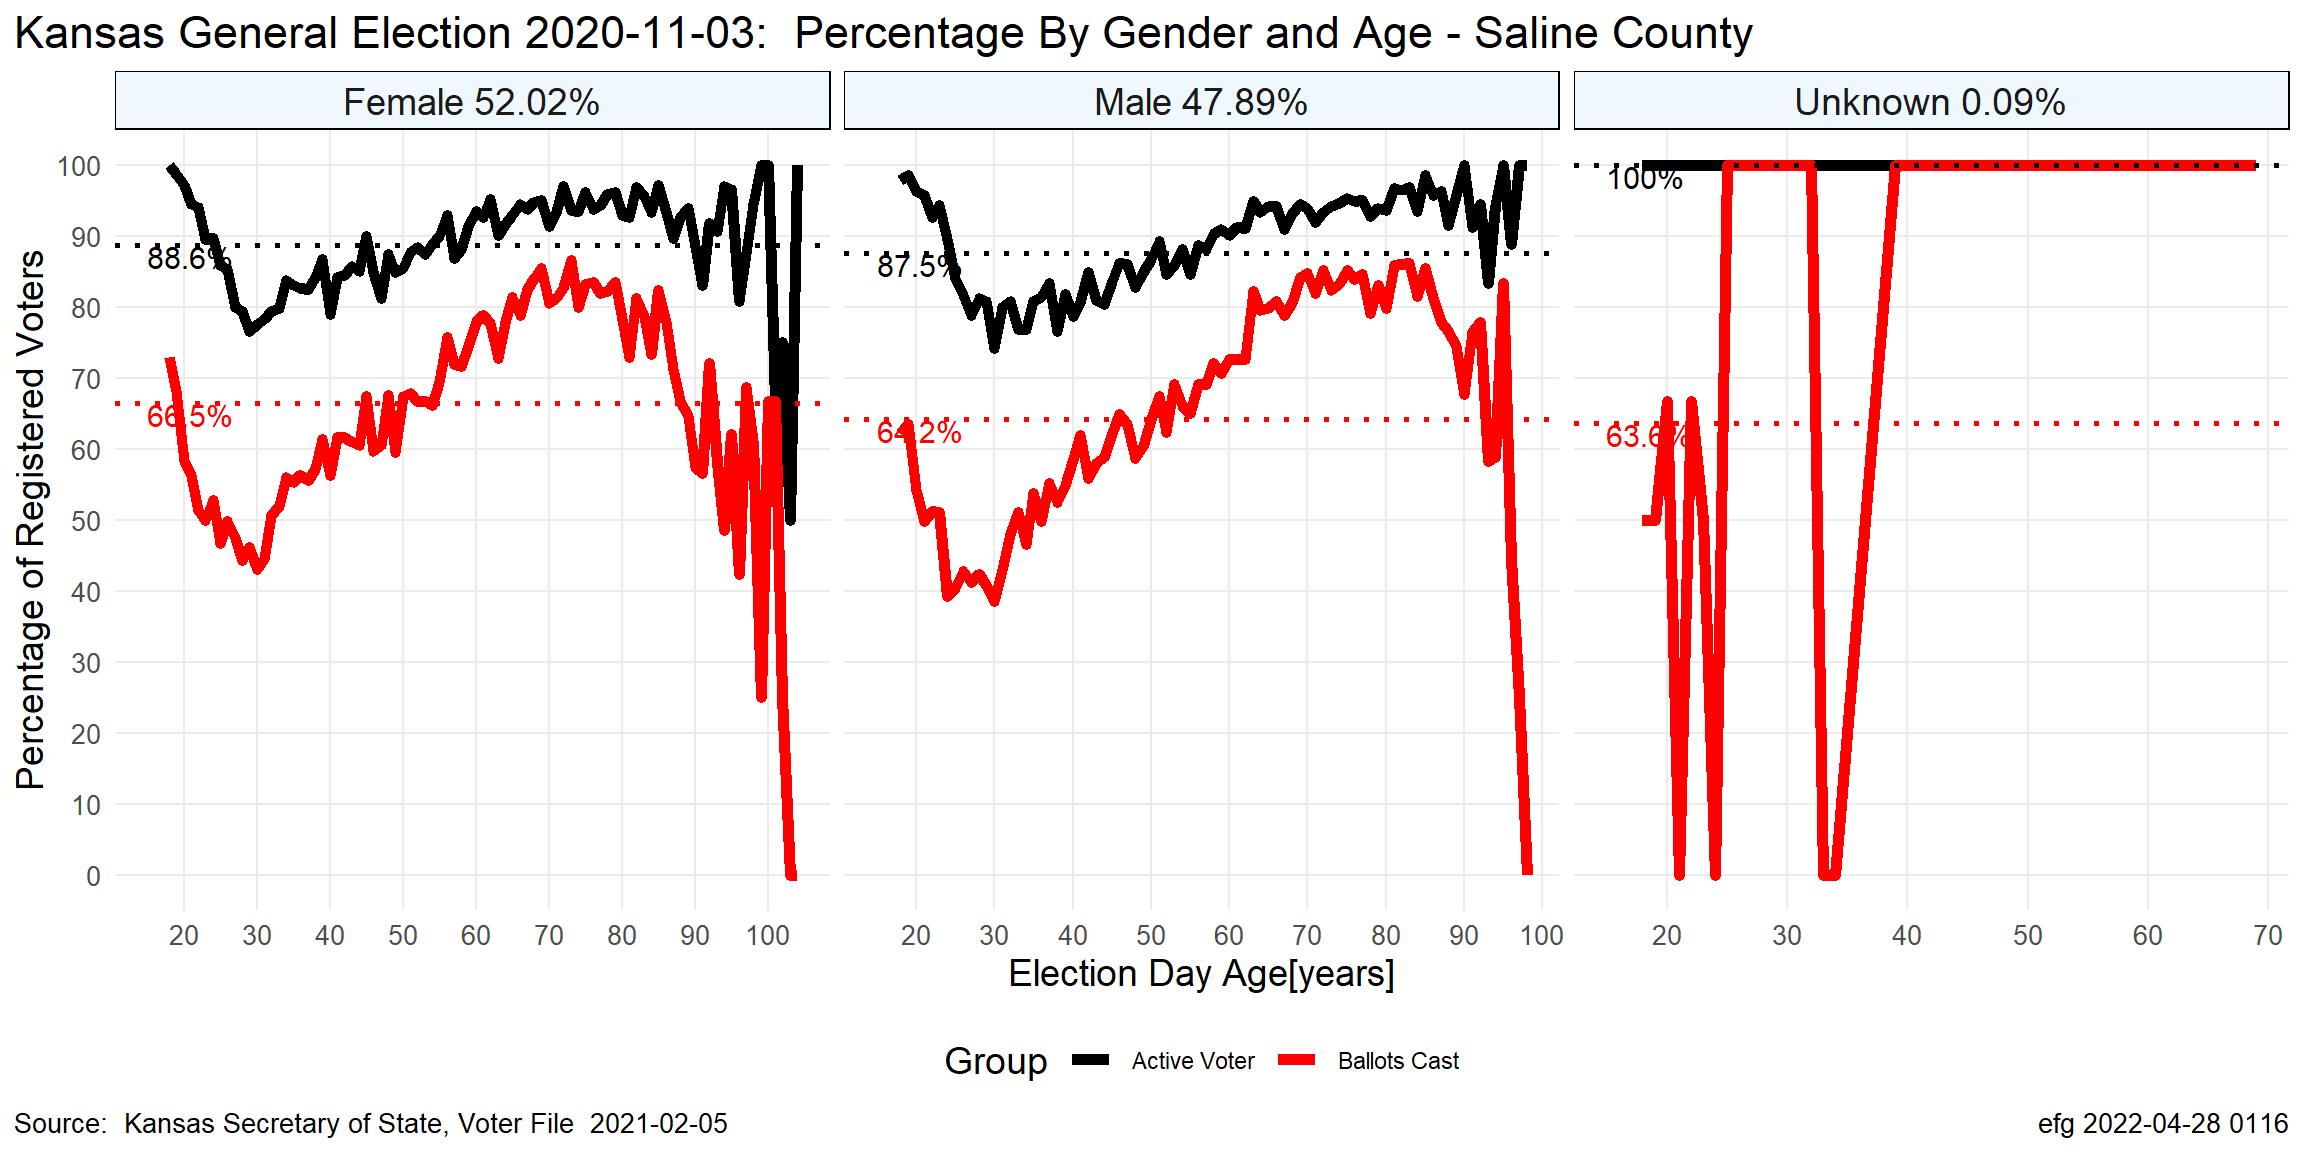 Kansas General Election 2020-11-03:  Percentage By Gender and Age - Saline County
Female 52.02%
Male 47.89%
Unknown 0.09%
Percentage of Registered Voters
100
90
80
70
60
50
40
30
20
10
0
88.6%
66.5%
87.5%
64.2%
100%
63.6%
20 30 40 50 60 70 80 90 100
20 30 40 50 60 70 80 90 100
20 30 40 50 60 70
Election Day Age[years]
Group Active Voter Ballots Cast
Source:  Kansas Secretary of State, Voter File  2021-02-05
efg 2022-04-28 0116